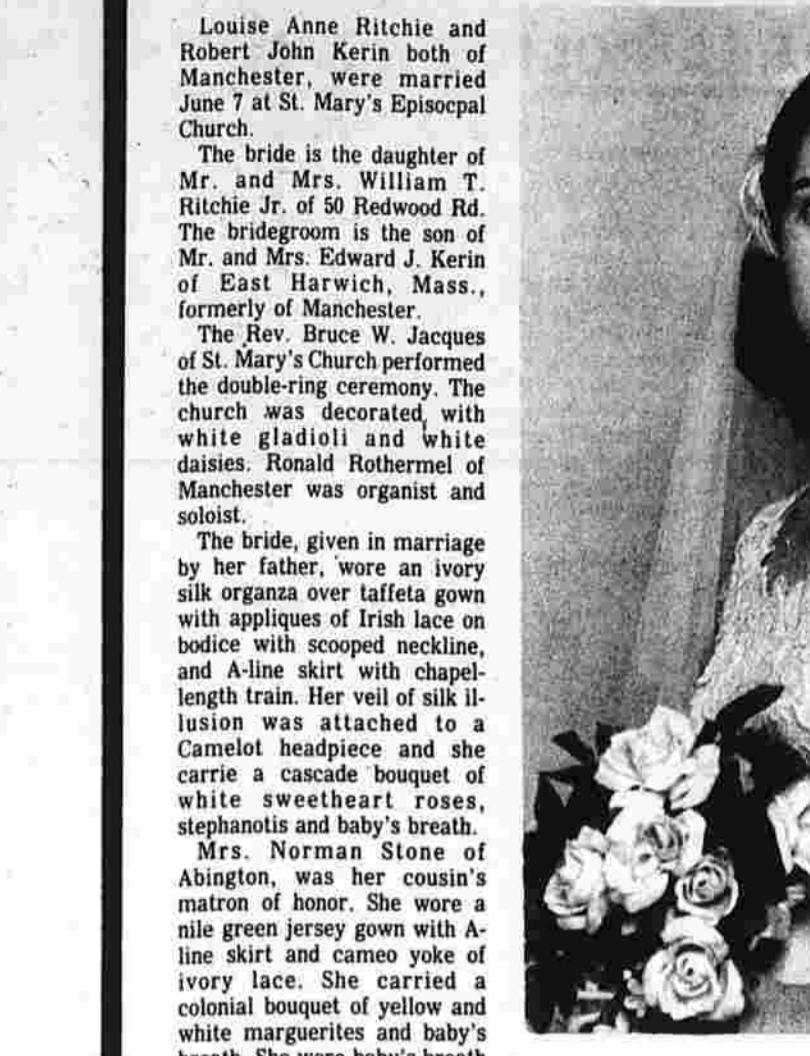 Louise Anne Ritchie and
Robert John Kerin both of
Manchester, were married
June 7 at St. Mary's Episocpal
Church.
The bride is the daughter of
Mr. and Mrs. William T.
Ritchie Jr. of 50 Redwood Rd.
The bridegroom is the son of
Mr. and Mrs. Edward J. Kerin
of East Harwich, Mass.,
formerly of Manchester.
The Rev. Bruce W. Jacques
of St. Mary's Church performed
the double-ring ceremony. The
church was decorated with
white gladioli and white
daisies. Ronald Rothermel of
Manchester was organist and
soloist.
The bride, given in marriage
by her father, wore an ivory
silk organza over taffeta gown
with appliques of Irish lace on
bodice with scooped neckline,
and A-line skirt with chapel-
length train. Her veil of silk il-
lusion was attached to a
Camelot headpiece and she
carrie a cascade bouquet of
white sweetheart roses,
stephanotis and baby's breath.
Mrs. Norman Stone of
Abington, was her cousin's
matron of honor. She wore a
nile green jersey gown with A-
line skirt and cameo yoke of
ivory lace. She carried a
colonial bouquet of yellow and
white marguerites and baby's
breath. She wore baby's breath